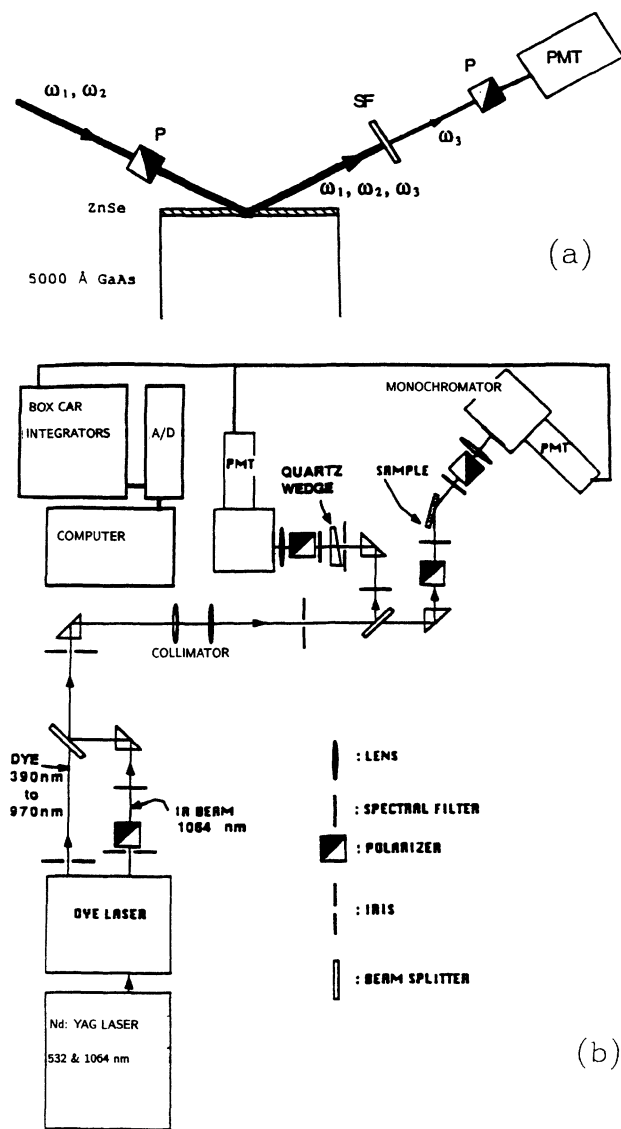 ω₁, ω₂
P
SF
P
PMT
ω₃
ω₁, ω₂, ω₃
ZnSe
5000 Å GaAs
(a)
BOX CAR
INTEGRATORS
A/D
COMPUTER
PMT
QUARTZ
WEDGE
SAMPLE
MONOCHROMATOR
PMT
COLLIMATOR
DYE
390nm
to
970nm
IR BEAM
1064 nm
DYE LASER
Nd: YAG LASER
532 & 1064 nm
: LENS
: SPECTRAL FILTER
: POLARIZER
: IRIS
: BEAM SPLITTER
(b)